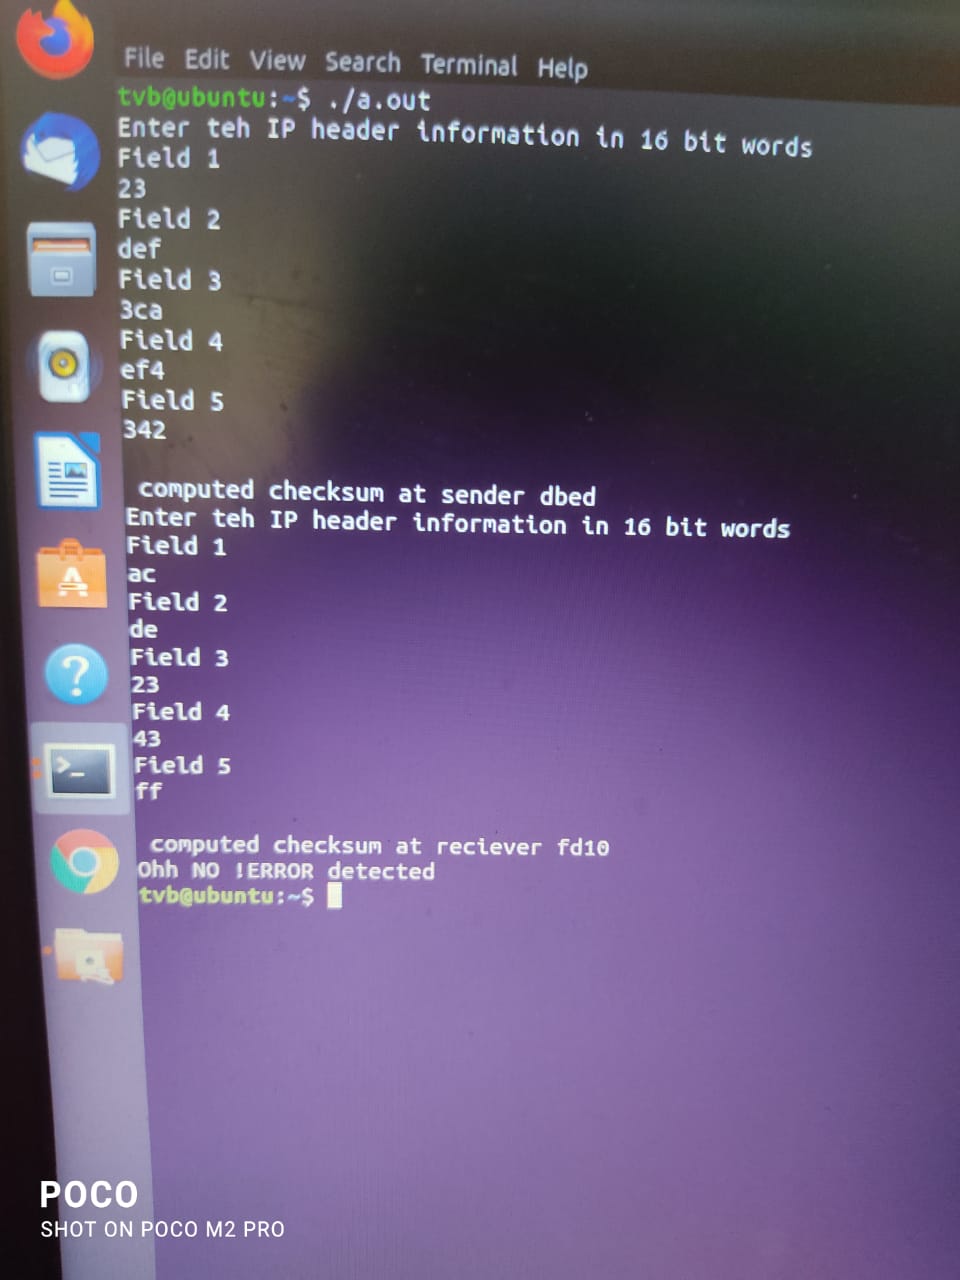 File Edit View Search Terminal Help
tvb@ubuntu:~$ ./a.out
Enter teh IP header information in 16 bit words
Field 1
23
Field 2
def
Field 3
3ca
Field 4
ef4
Field 5
342
computed checksum at sender dbed
Enter teh IP header information in 16 bit words
Field 1
ac
Field 2
de
Field 3
23
Field 4
43
Field 5
ff
computed checksum at reciever fd10
Ohh NO !ERROR detected
tvb@ubuntu:~$
POCO
SHOT ON POCO M2 PRO